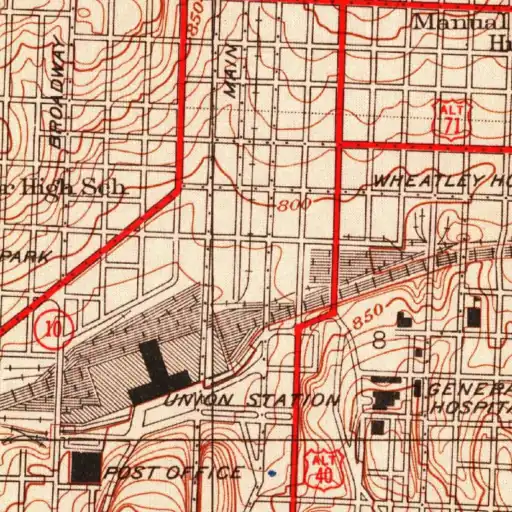 850
Manual
BROADWAY
MAIN
ALT
71
WHEATLEY HO
r High Sch
800
PARK
10
850
8
UNION STATION
GENERA
HOSPITA
POST OFFICE
ALT
40